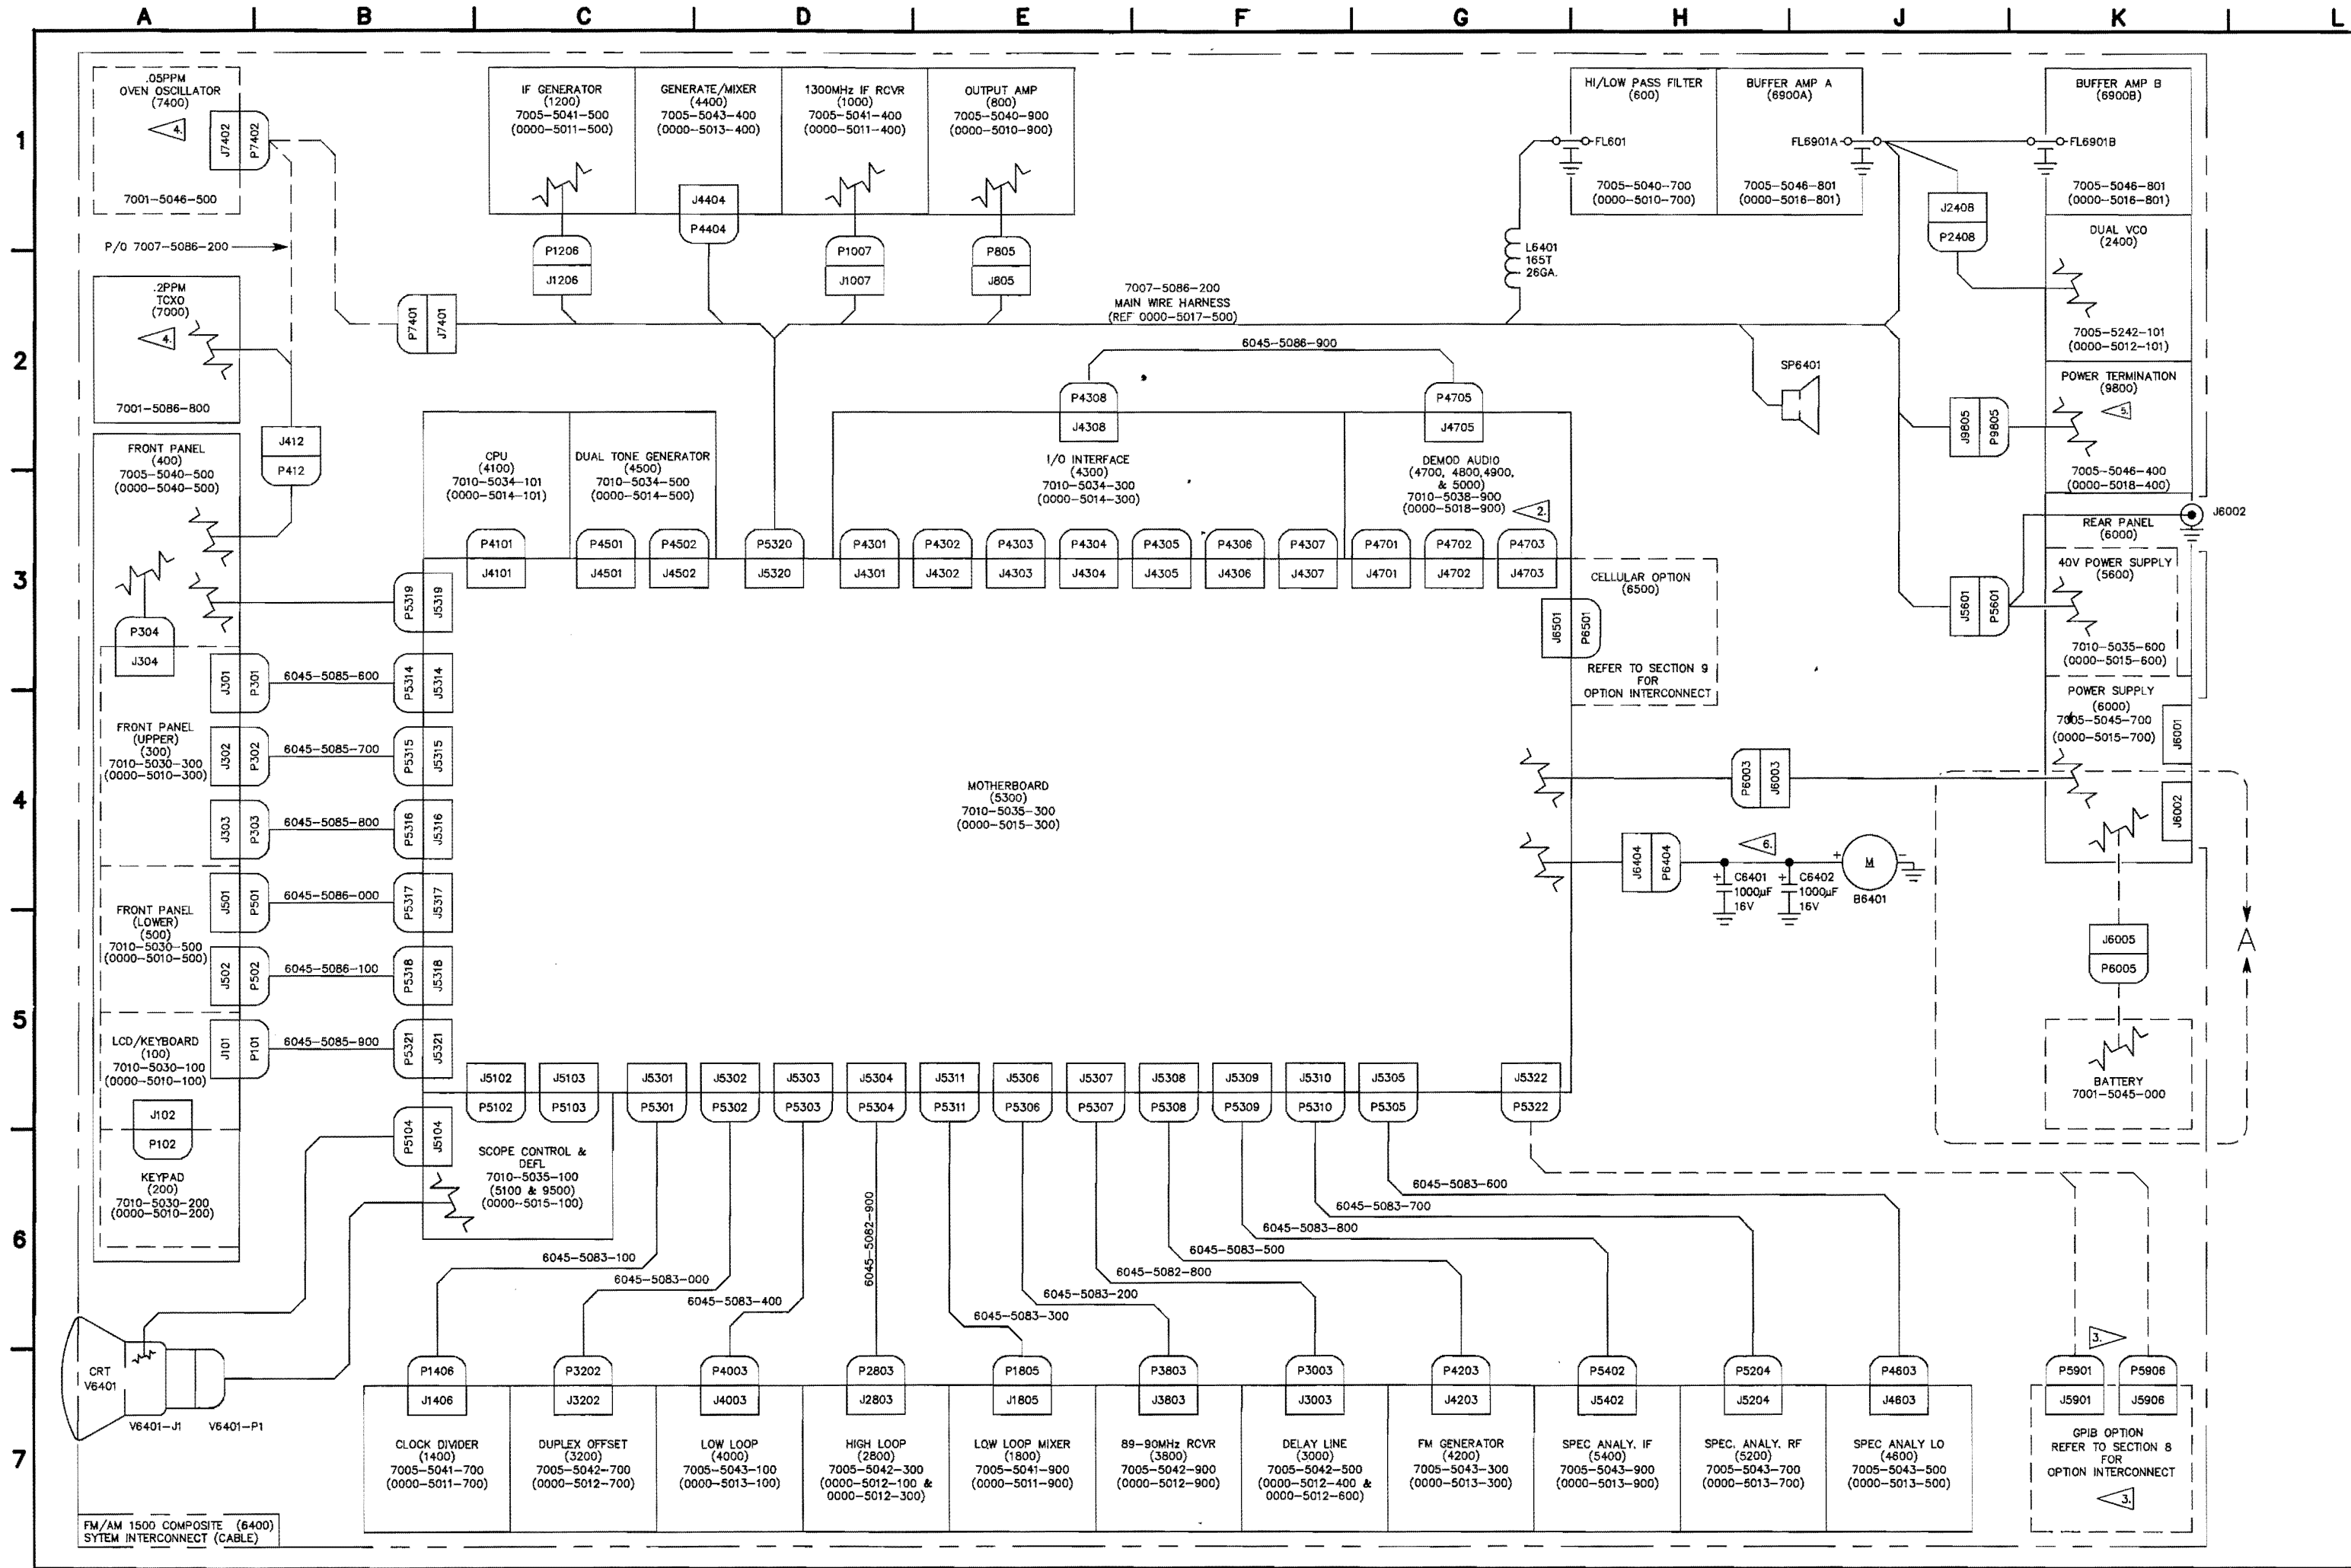 A B C D E F G H J K L
1
2
3
4
5
6
7
.05PPM
OVEN OSCILLATOR
(7400)
4.
J7402
P7402
7001-5046-500
P/O 7007-5086-200
.2PPM
TCXO
(7000)
4.
7001-5086-800
P7401
J7401
J412
P412
IF GENERATOR
(1200)
7005-5041-500
(0000-5011-500)
P1206
J1206
GENERATE/MIXER
(4400)
7005-5043-400
(0000-5013-400)
J4404
P4404
1300MHz IF RCVR
(1000)
7005-5041-400
(0000-5011-400)
P1007
J1007
OUTPUT AMP
(800)
7005-5040-900
(0000-5010-900)
P805
J805
7007-5086-200
MAIN WIRE HARNESS
(REF 0000-5017-500)
6045-5086-900
HI/LOW PASS FILTER
(600)
FL601
7005-5040-700
(0000-5010-700)
BUFFER AMP A
(6900A)
FL6901A
7005-5046-801
(0000-5016-801)
L6401
165T
26GA.
SP6401
J2408
P2408
BUFFER AMP B
(6900B)
FL6901B
7005-5046-801
(0000-5016-801)
DUAL VCO
(2400)
7005-5242-101
(0000-5012-101)
POWER TERMINATION
(9800)
5.
J9805
P9805
7005-5046-400
(0000-5018-400)
J6002
REAR PANEL
(6000)
40V POWER SUPPLY
(5600)
J5601
P5601
7010-5035-600
(0000-5015-600)
POWER SUPPLY
(6000)
7005-5045-700
(0000-5015-700)
J6001
J6002
J6005
P6005
BATTERY
7001-5045-000
A
FRONT PANEL
(400)
7005-5040-500
(0000-5040-500)
P304
J304
FRONT PANEL
(UPPER)
(300)
7010-5030-300
(0000-5010-300)
J301
P301
6045-5085-600
P5314
J5314
J302
P302
6045-5085-700
P5315
J5315
J303
P303
6045-5085-800
P5316
J5316
P5319
J5319
FRONT PANEL
(LOWER)
(500)
7010-5030-500
(0000-5010-500)
J501
P501
6045-5086-000
P5317
J5317
J502
P502
6045-5086-100
P5318
J5318
LCD/KEYBOARD
(100)
7010-5030-100
(0000-5010-100)
J101
P101
6045-5085-900
P5321
J5321
J102
P102
KEYPAD
(200)
7010-5030-200
(0000-5010-200)
CPU
(4100)
7010-5034-101
(0000-5014-101)
DUAL TONE GENERATOR
(4500)
7010-5034-500
(0000-5014-500)
P4308
J4308
I/O INTERFACE
(4300)
7010-5034-300
(0000-5014-300)
P4705
J4705
DEMOD AUDIO
(4700, 4800,4900,
& 5000)
7010-5038-900
(0000-5018-900)
2.
P4101 P4501 P4502 P5320 P4301 P4302 P4303 P4304 P4305 P4306 P4307 P4701 P4702 P4703
J4101 J4501 J4502 J5320 J4301 J4302 J4303 J4304 J4305 J4306 J4307 J4701 J4702 J4703
CELLULAR OPTION
(6500)
J6501
P6501
REFER TO SECTION 9
FOR
OPTION INTERCONNECT
MOTHERBOARD
(5300)
7010-5035-300
(0000-5015-300)
P6003
J6003
J6404
P6404
6.
+ C6401
1000µF
16V
+ C6402
1000µF
16V
+ M -
B6401
J5102 J5103 J5301 J5302 J5303 J5304 J5311 J5306 J5307 J5308 J5309 J5310 J5305 J5322
P5102 P5103 P5301 P5302 P5303 P5304 P5311 P5306 P5307 P5308 P5309 P5310 P5305 P5322
P5104
J5104
SCOPE CONTROL &
DEFL
7010-5035-100
(5100 & 9500)
(0000-5015-100)
6045-5083-100
6045-5083-000
6045-5083-400
6045-5082-900
6045-5083-300
6045-5083-200
6045-5082-800
6045-5083-500
6045-5083-800
6045-5083-700
6045-5083-600
CRT
V6401
V6401-J1
V6401-P1
P1406 P3202 P4003 P2803 P1805 P3803 P3003 P4203 P5402 P5204 P4603
J1406 J3202 J4003 J2803 J1805 J3803 J3003 J4203 J5402 J5204 J4603
CLOCK DIVIDER
(1400)
7005-5041-700
(0000-5011-700)
DUPLEX OFFSET
(3200)
7005-5042-700
(0000-5012-700)
LOW LOOP
(4000)
7005-5043-100
(0000-5013-100)
HIGH LOOP
(2800)
7005-5042-300
(0000-5012-100 &
0000-5012-300)
LOW LOOP MIXER
(1800)
7005-5041-900
(0000-5011-900)
89-90MHz RCVR
(3800)
7005-5042-900
(0000-5012-900)
DELAY LINE
(3000)
7005-5042-500
(0000-5012-400 &
0000-5012-600)
FM GENERATOR
(4200)
7005-5043-300
(0000-5013-300)
SPEC ANALY. IF
(5400)
7005-5043-900
(0000-5013-900)
SPEC. ANALY. RF
(5200)
7005-5043-700
(0000-5013-700)
SPEC ANALY LO
(4600)
7005-5043-500
(0000-5013-500)
3.
P5901 P5906
J5901 J5906
GPIB OPTION
REFER TO SECTION 8
FOR
OPTION INTERCONNECT
3.
FM/AM 1500 COMPOSITE (6400)
SYTEM INTERCONNECT (CABLE)